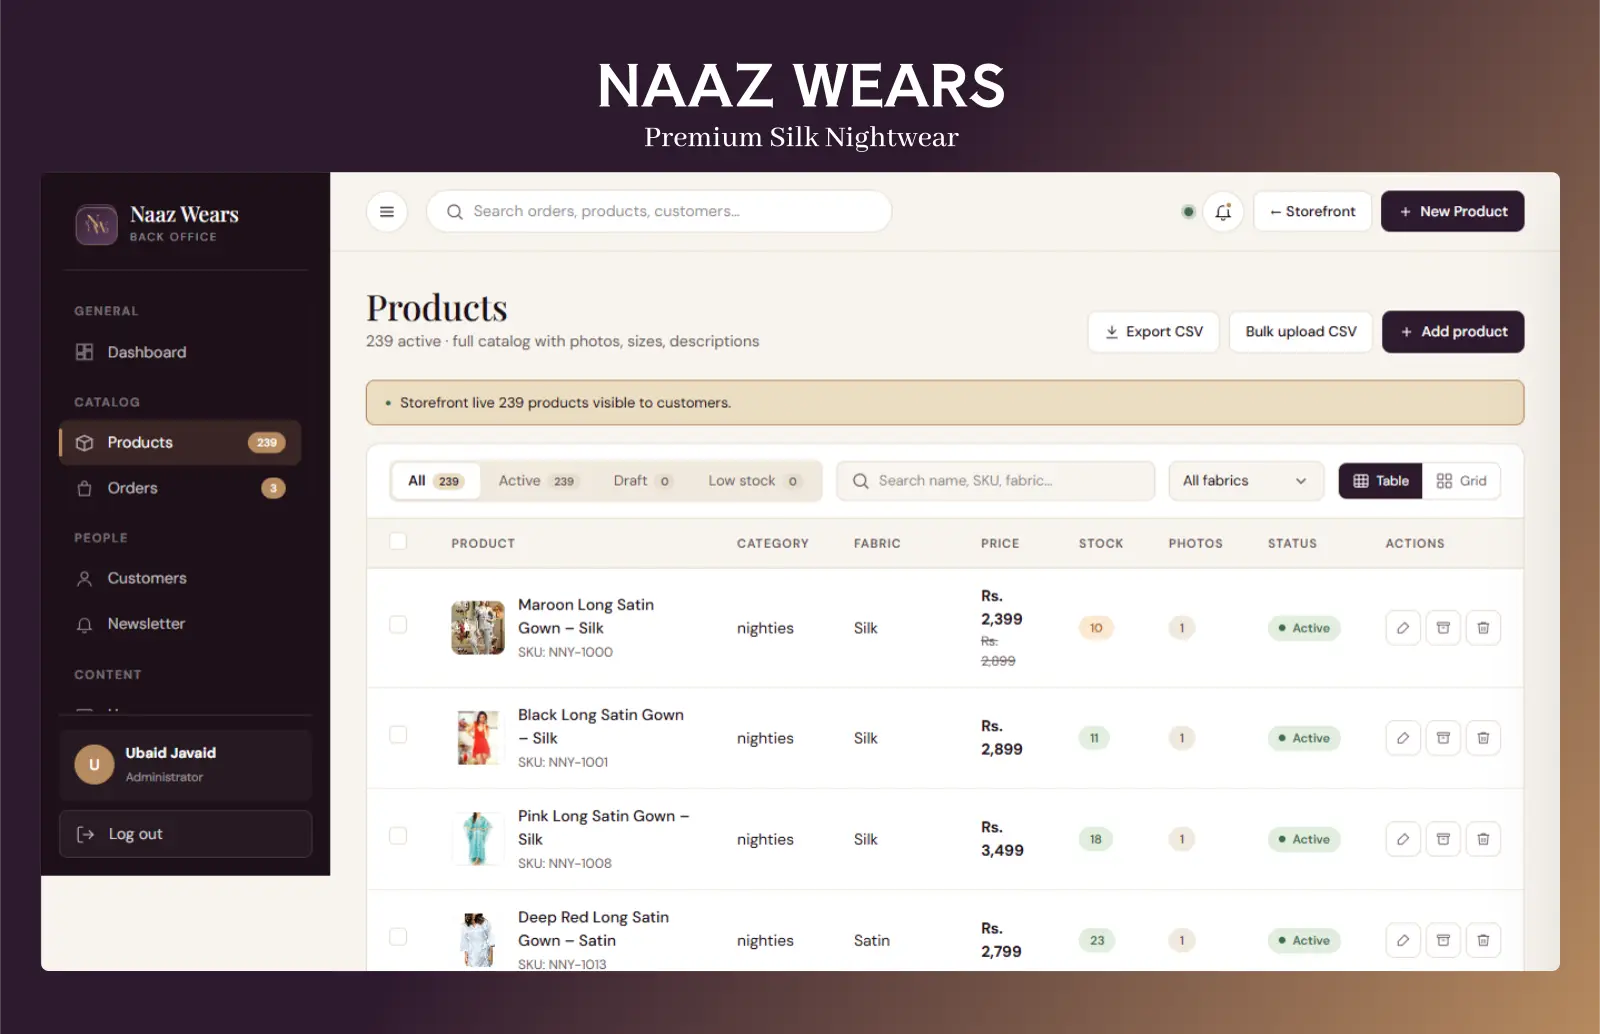 NAAZ WEARS
Premium Silk Nightwear
Naaz Wears
BACK OFFICE
GENERAL
Dashboard
CATALOG
Products 239
Orders 3
PEOPLE
Customers
Newsletter
CONTENT
U
Ubaid Javaid
Administrator
Log out
Search orders, products, customers...
← Storefront
+ New Product
Products
239 active · full catalog with photos, sizes, descriptions
Export CSV
Bulk upload CSV
+ Add product
• Storefront live 239 products visible to customers.
All 239
Active 239
Draft 0
Low stock 0
Search name, SKU, fabric...
All fabrics
Table
Grid
PRODUCT CATEGORY FABRIC PRICE STOCK PHOTOS STATUS ACTIONS
Maroon Long Satin
Gown – Silk
SKU: NNY-1000
nighties
Silk
Rs.
2,399
Rs.
2,899
10
1
Active
Black Long Satin Gown
– Silk
SKU: NNY-1001
nighties
Silk
Rs.
2,899
11
1
Active
Pink Long Satin Gown –
Silk
SKU: NNY-1008
nighties
Silk
Rs.
3,499
18
1
Active
Deep Red Long Satin
Gown – Satin
SKU: NNY-1013
nighties
Satin
Rs.
2,799
23
1
Active